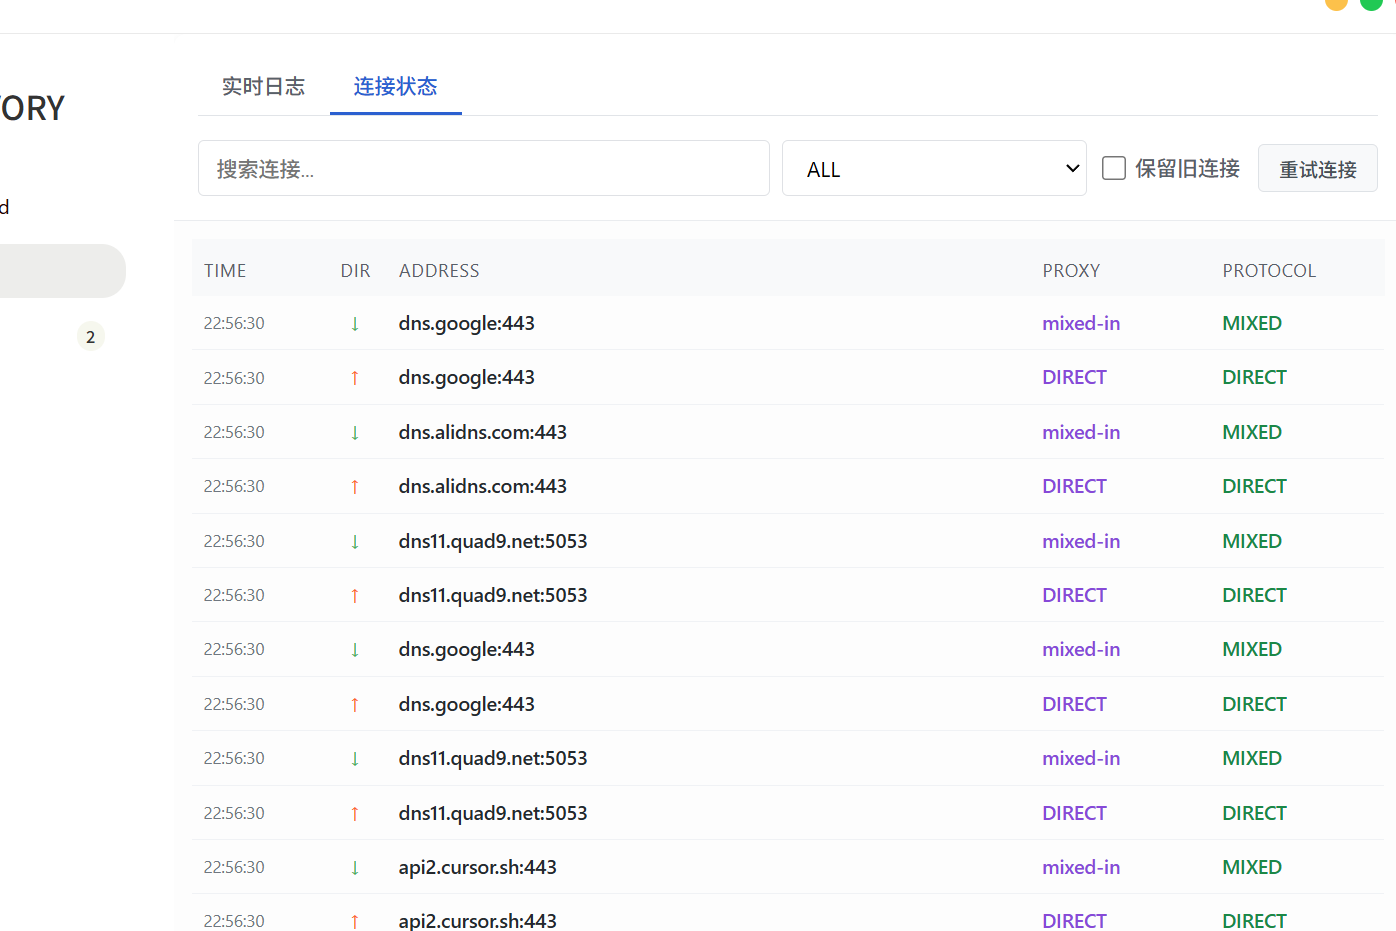 ORY
d
2
实时日志 连接状态
搜索连接... ALL 保留旧连接 重试连接
TIME DIR ADDRESS PROXY PROTOCOL
22:56:30 ↓ dns.google:443 mixed-in MIXED
22:56:30 ↑ dns.google:443 DIRECT DIRECT
22:56:30 ↓ dns.alidns.com:443 mixed-in MIXED
22:56:30 ↑ dns.alidns.com:443 DIRECT DIRECT
22:56:30 ↓ dns11.quad9.net:5053 mixed-in MIXED
22:56:30 ↑ dns11.quad9.net:5053 DIRECT DIRECT
22:56:30 ↓ dns.google:443 mixed-in MIXED
22:56:30 ↑ dns.google:443 DIRECT DIRECT
22:56:30 ↓ dns11.quad9.net:5053 mixed-in MIXED
22:56:30 ↑ dns11.quad9.net:5053 DIRECT DIRECT
22:56:30 ↓ api2.cursor.sh:443 mixed-in MIXED
22:56:30 ↑ api2.cursor.sh:443 DIRECT DIRECT